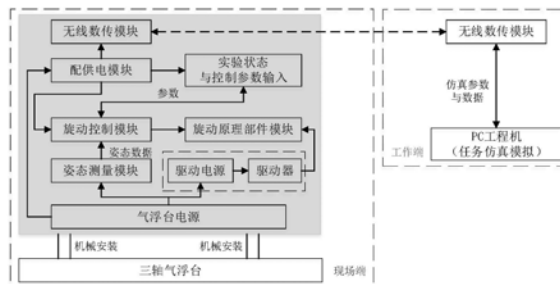 无线数传模块
无线数传模块
配供电模块
实验状态
与控制参数输入
参数
仿真参数
与数据
旋动控制模块
旋动原理部件模块
PC工程机
（任务仿真模拟）
工作端
姿态数据
姿态测量模块
驱动电源
驱动器
气浮台电源
机械安装
机械安装
三轴气浮台
现场端